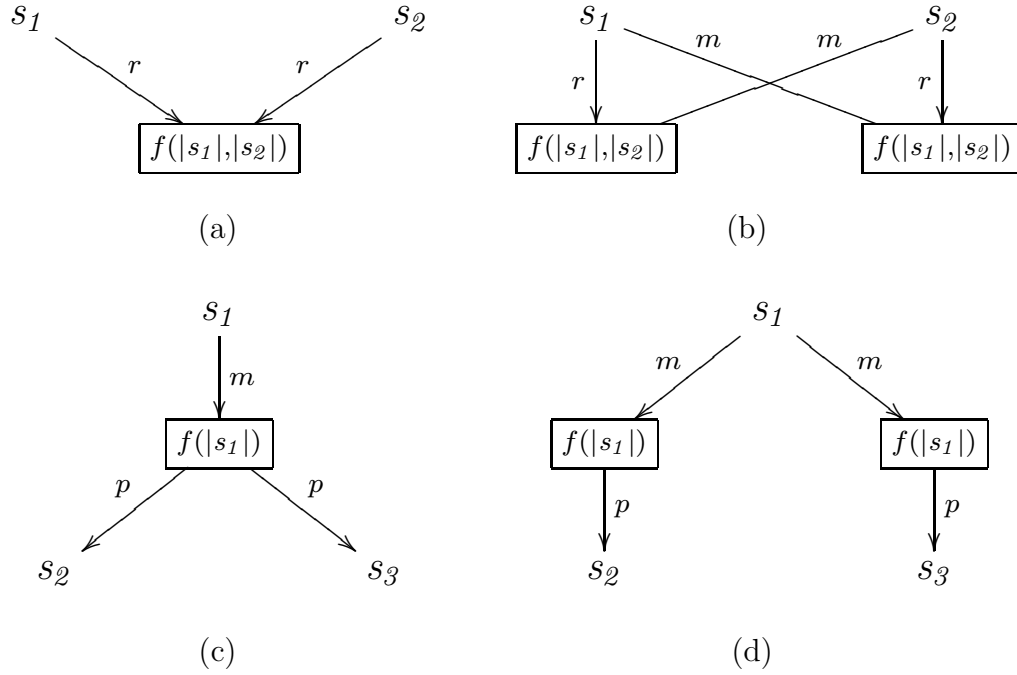 s₁ s₂ s₁ s₂
r r r m m r
f(|s₁|,|s₂|) f(|s₁|,|s₂|) f(|s₁|,|s₂|)
(a) (b)
s₁ s₁
m m m
f(|s₁|) f(|s₁|) f(|s₁|)
p p p p
s₂ s₃ s₂ s₃
(c) (d)